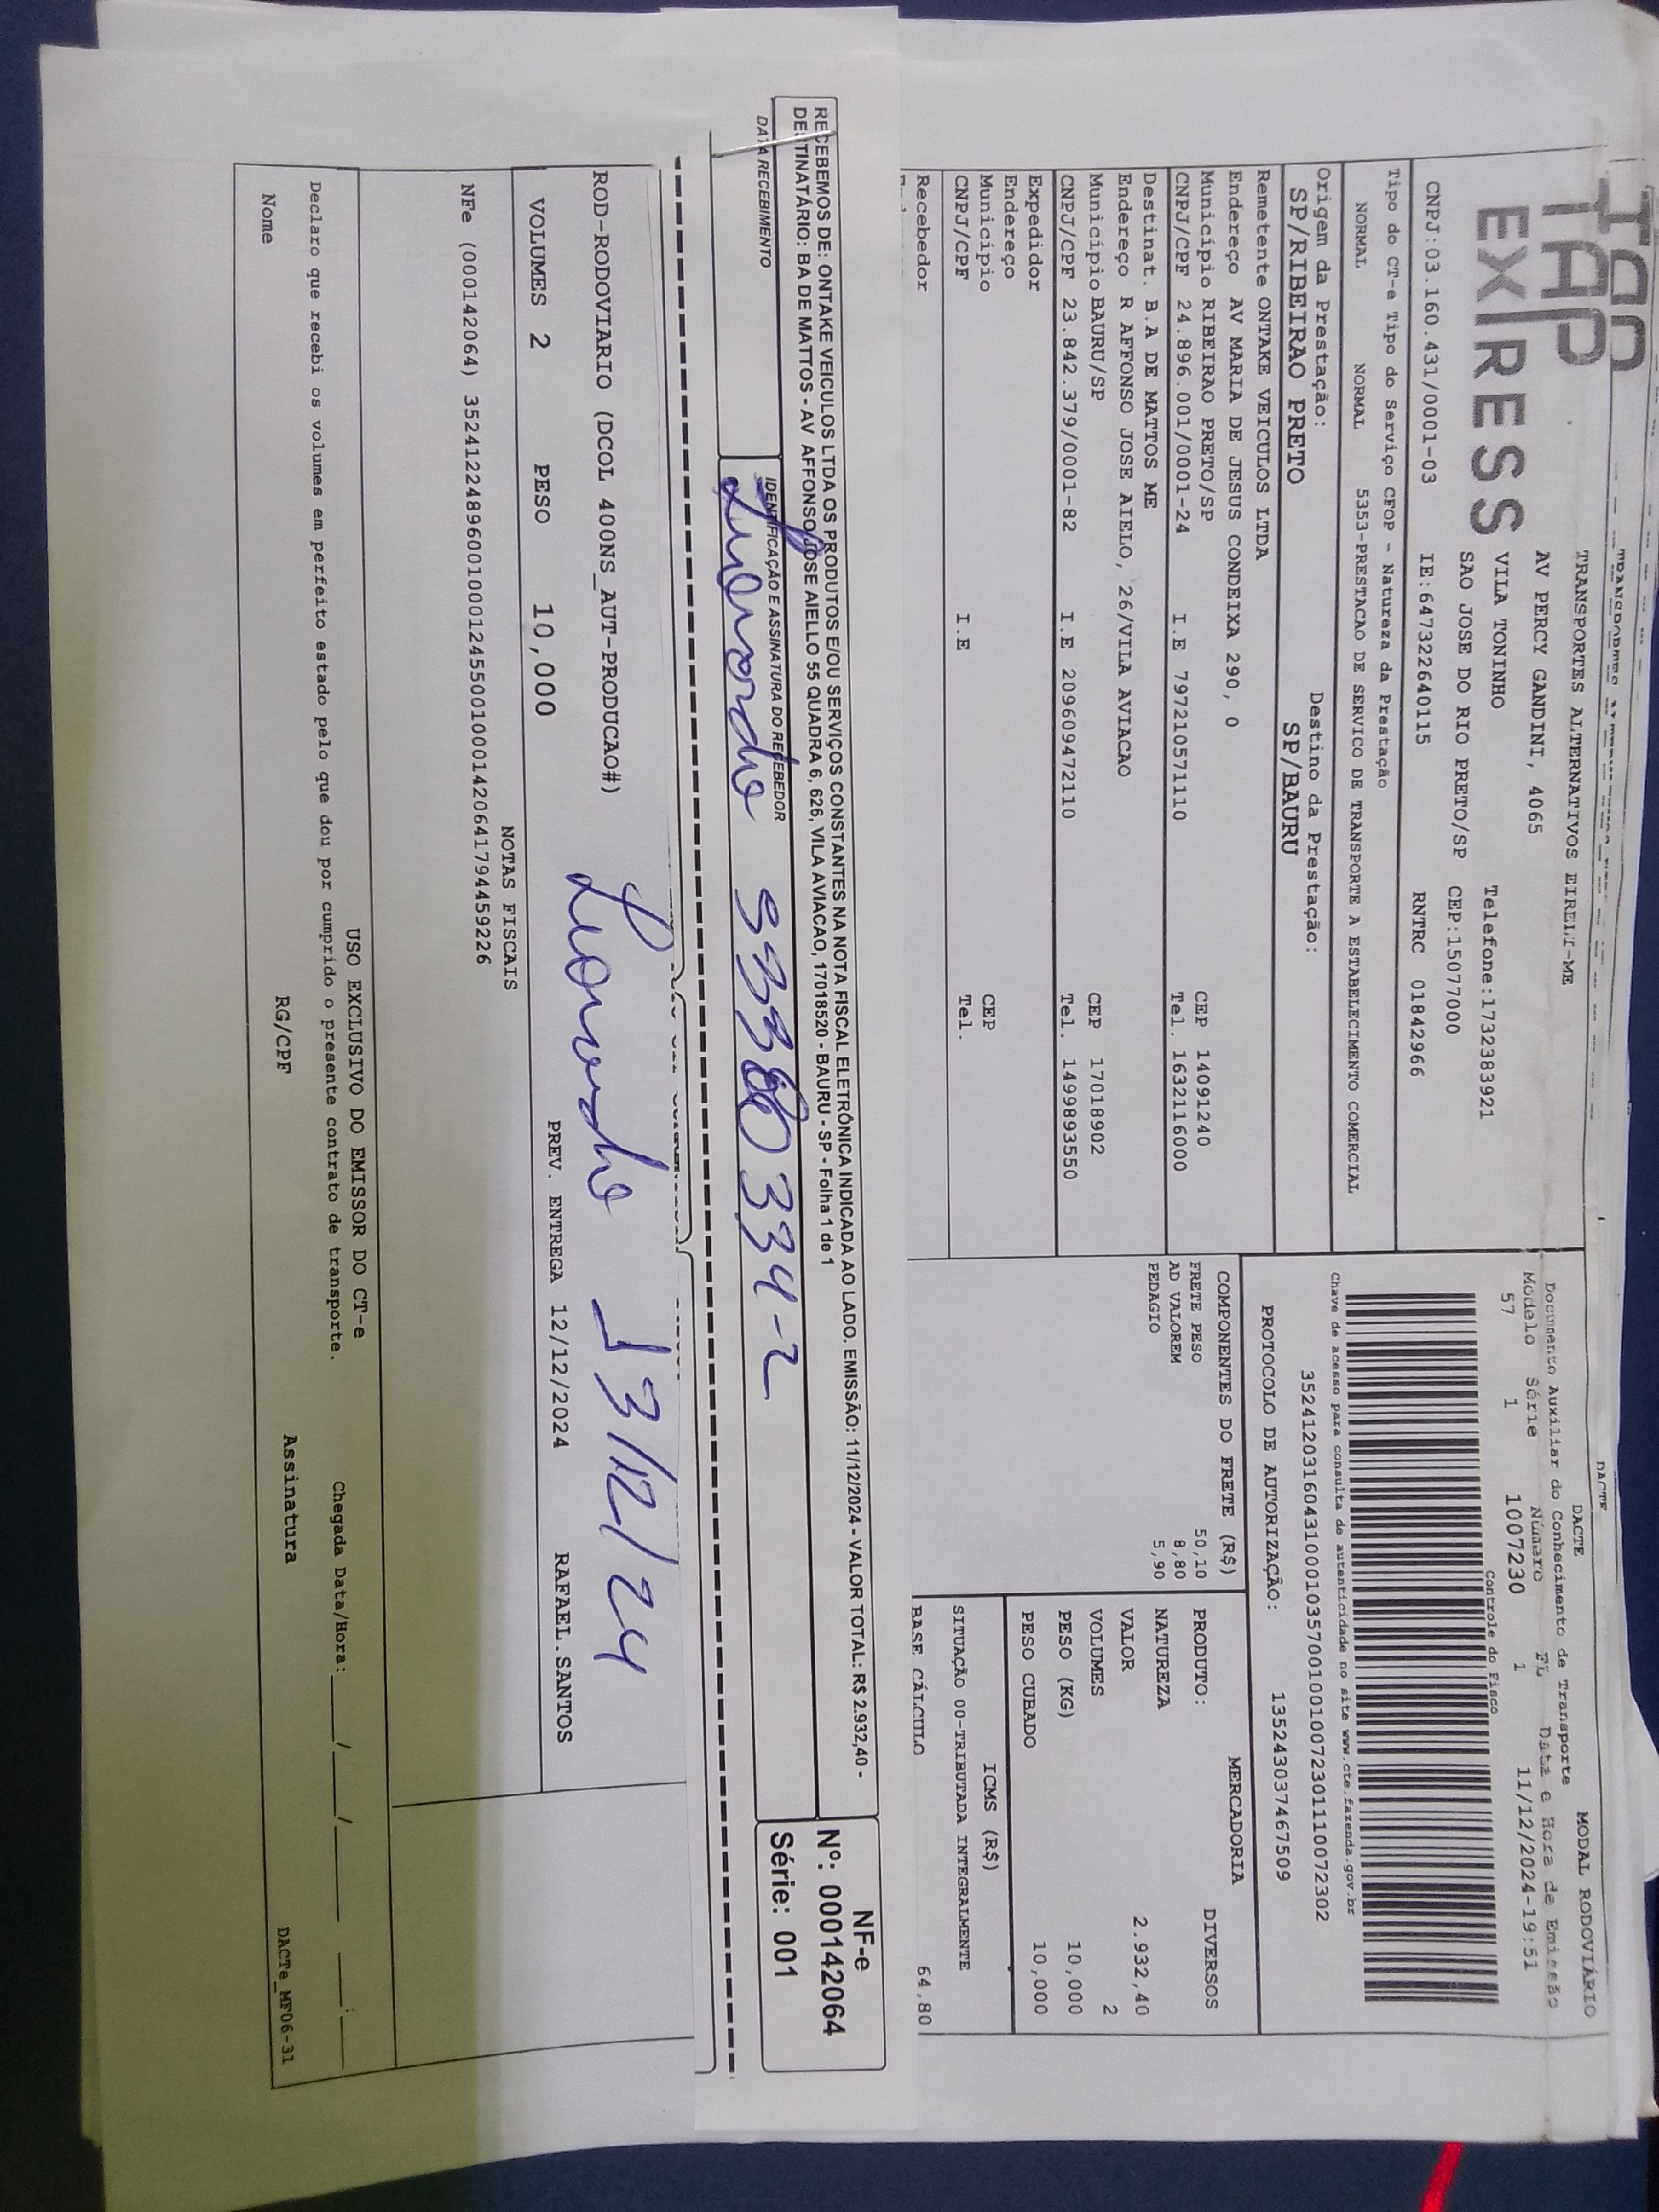 TAP
EXPRESS
TRANSPORTES ALTERNATIVOS EIRELI-ME
AV PERCY GANDINI, 4065
VILA TONINHO
Telefone:1732383921
SAO JOSE DO RIO PRETO/SP CEP:15077000
CNPJ:03.160.431/0001-03 IE:647322640115 RNTRC 01842966
DACTE
DACTE MODAL RODOVIÁRIO
Documento Auxiliar do Conhecimento de Transporte
Modelo Série Número FL Data e Hora de Emissão
57 1 1007230 1 11/12/2024-19:51
Controle do Fisco
Chave de acesso para consulta de autenticidade no site www.cte.fazenda.gov.br
35241203160431000103570010010072301110072302
PROTOCOLO DE AUTORIZAÇÃO: 135243037467509
Tipo do CT-e Tipo do Serviço CFOP - Natureza da Prestação
NORMAL NORMAL 5353-PRESTACAO DE SERVICO DE TRANSPORTE A ESTABELECIMENTO COMERCIAL
Origem da Prestação: Destino da Prestação:
SP/RIBEIRAO PRETO SP/BAURU
Remetente ONTAKE VEICULOS LTDA
Endereço AV MARIA DE JESUS CONDEIXA 290, 0
Município RIBEIRAO PRETO/SP CEP 14091240
CNPJ/CPF 24.896.001/0001-24 I.E 797210571110 Tel. 1632116000
Destinat. B.A DE MATTOS ME
Endereço R AFFONSO JOSE AIELO, 26/VILA AVIACAO
Município BAURU/SP CEP 17018902
CNPJ/CPF 23.842.379/0001-82 I.E 209609472110 Tel. 1499893550
Expedidor
Endereço
Município CEP
CNPJ/CPF I.E Tel.
Recebedor
COMPONENTES DO FRETE (R$)
FRETE PESO 50,10
AD VALOREM 8,80
PEDAGIO 5,90
MERCADORIA
PRODUTO: DIVERSOS
NATUREZA
VALOR 2.932,40
VOLUMES 2
PESO (KG) 10,000
PESO CUBADO 10,000
ICMS (R$)
SITUAÇÃO 00-TRIBUTADA INTEGRALMENTE
BASE CÁLCULO 64,80
RECEBEMOS DE: ONTAKE VEICULOS LTDA OS PRODUTOS E/OU SERVIÇOS CONSTANTES NA NOTA FISCAL ELETRÔNICA INDICADA AO LADO. EMISSÃO: 11/12/2024 - VALOR TOTAL: R$ 2.932,40 -
DESTINATÁRIO: BA DE MATTOS - AV AFFONSO JOSE AIELLO 55 QUADRA 6, 626, VILA AVIACAO, 17018520 - BAURU - SP - Folha 1 de 1
DATA RECEBIMENTO IDENTIFICAÇÃO E ASSINATURA DO RECEBEDOR
Leonardo
NF-e
Nº: 000142064
Série: 001
ROD-RODOVIARIO (DCOL 400NS_AUT-PRODUCAO#)
Leonardo 13/12/24
VOLUMES 2 PESO 10,000 PREV. ENTREGA 12/12/2024 RAFAEL.SANTOS
NOTAS FISCAIS
NFe (000142064) 35241224896001000124550010001420641794459226
USO EXCLUSIVO DO EMISSOR DO CT-e
Declaro que recebi os volumes em perfeito estado pelo que dou por cumprido o presente contrato de transporte. Chegada Data/Hora:____/____/______ ___:___
Nome RG/CPF Assinatura DACTe_MF06-31